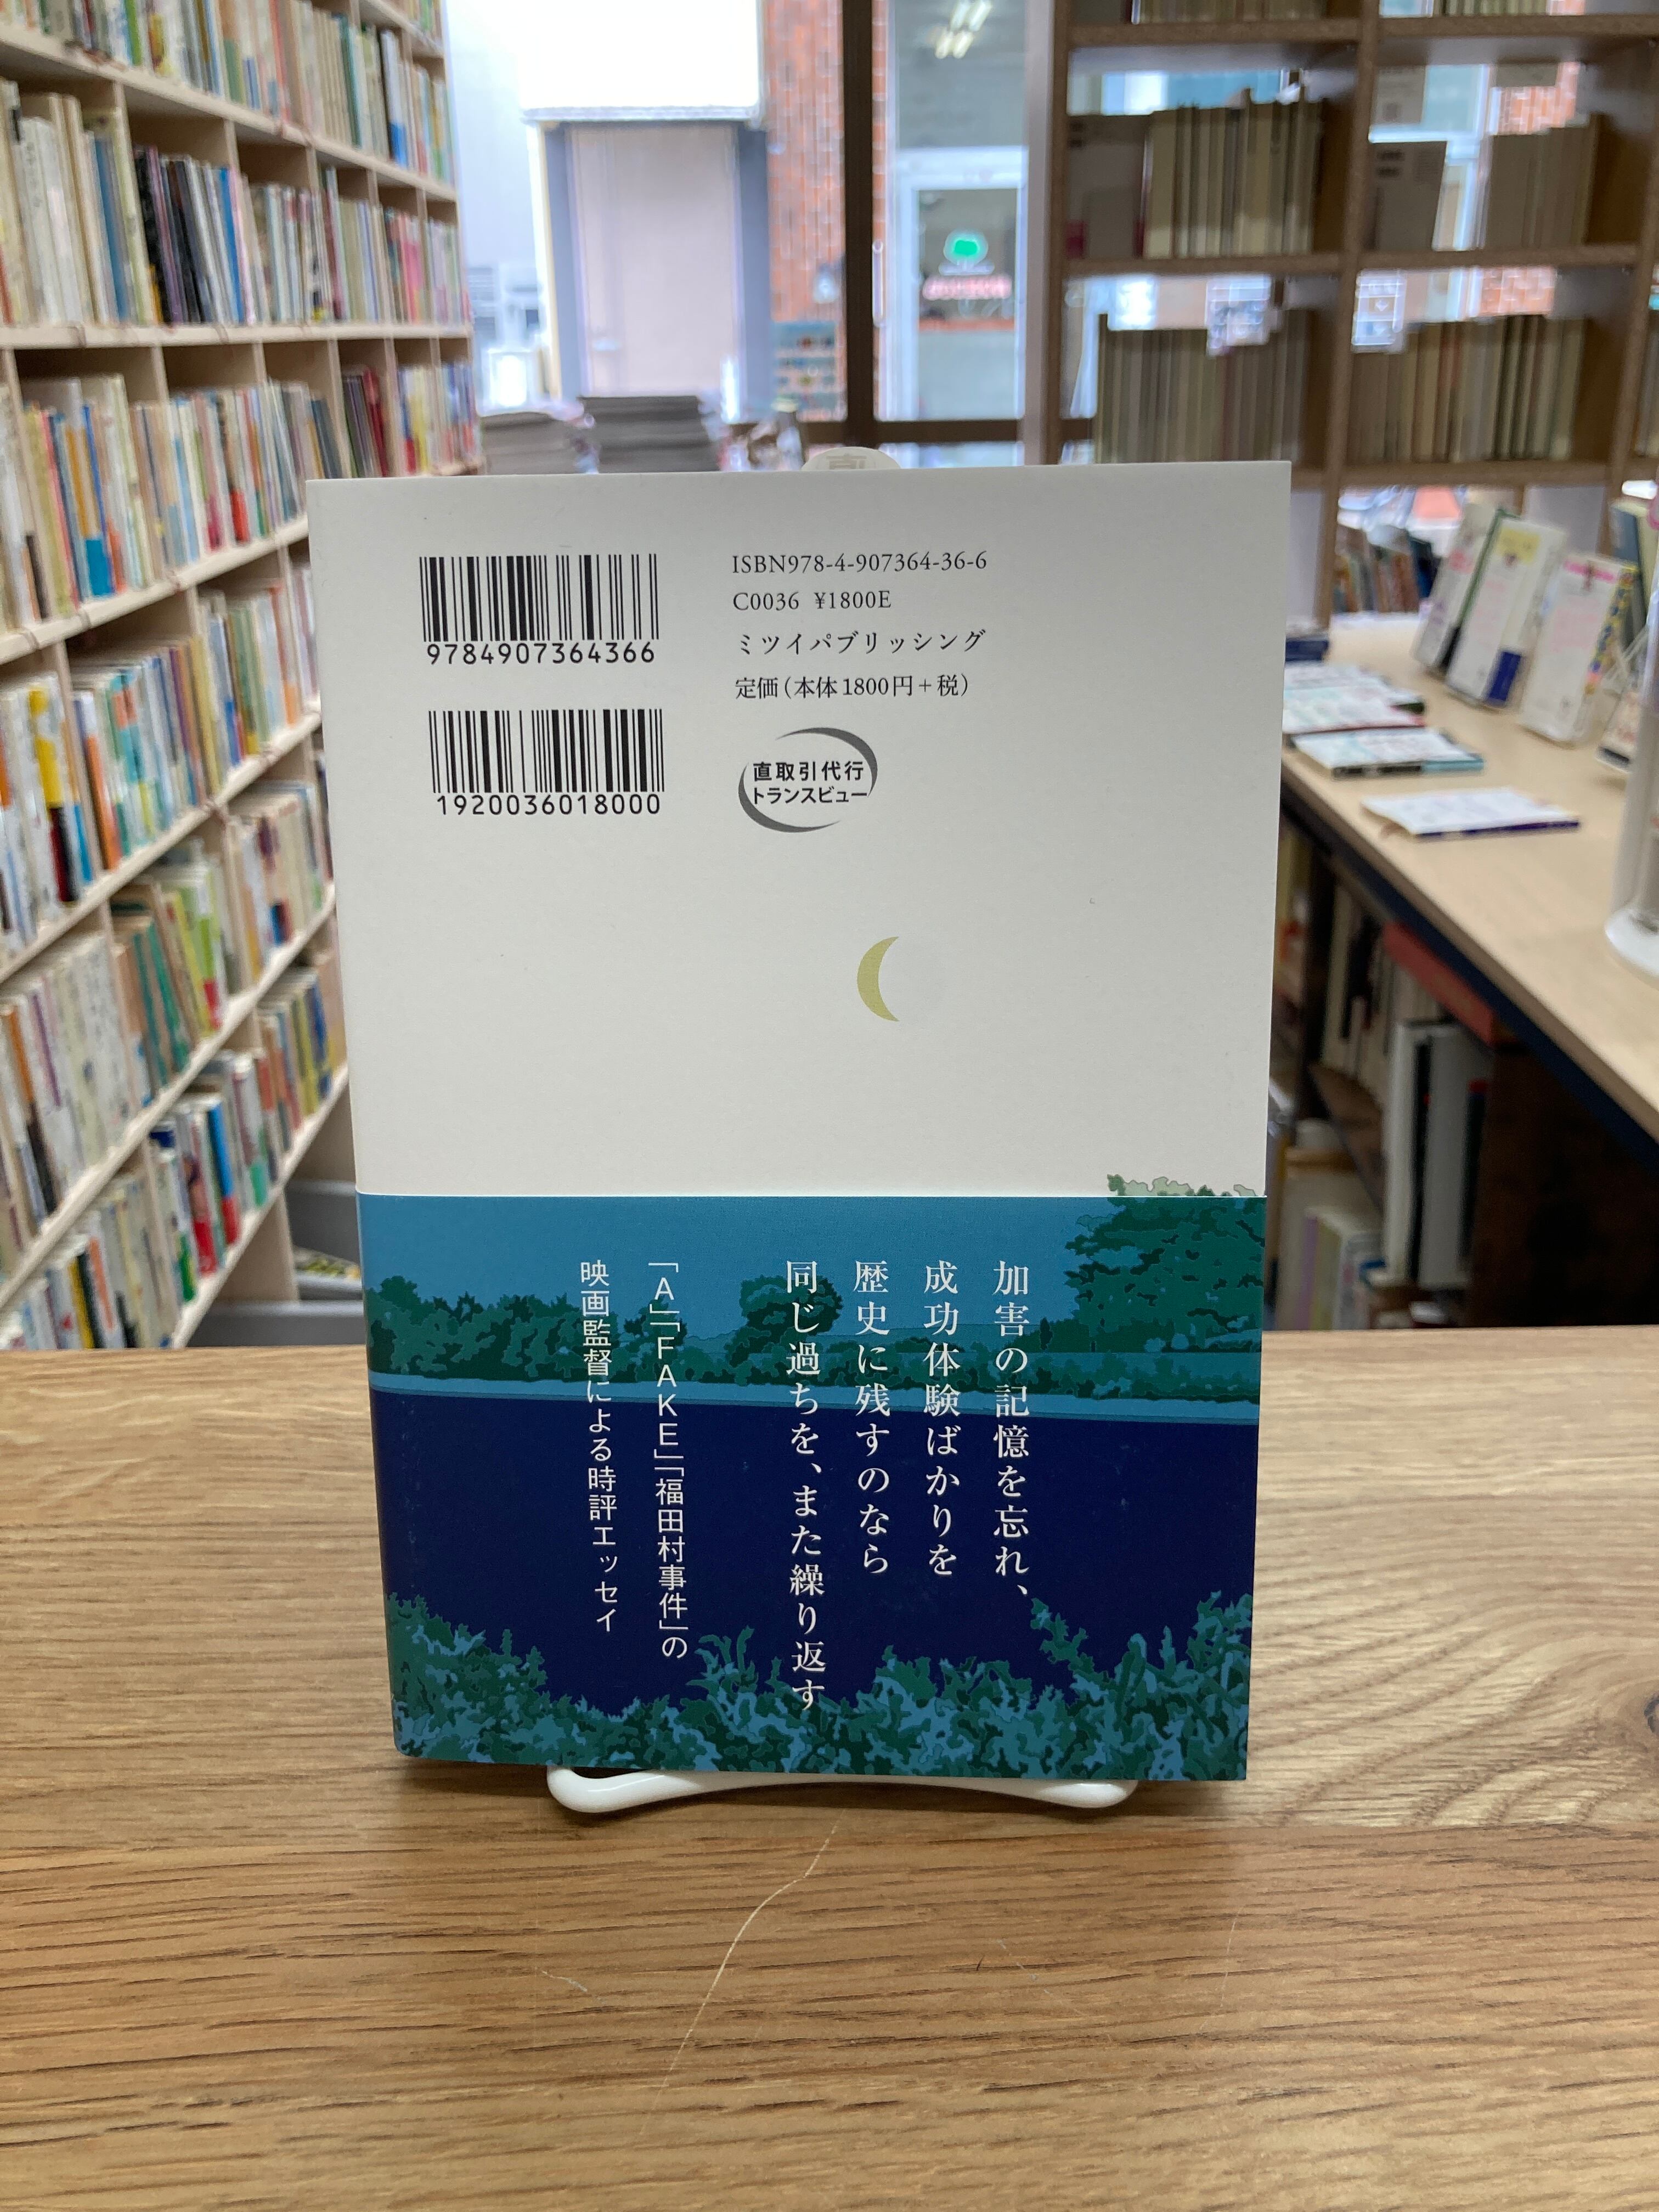 9784907364366
1920036018000
ISBN978-4-907364-36-6
C0036 ¥1800E
ミツイパブリッシング
定価(本体1800円+税)
直取引代行
トランスビュー
加害の記憶を忘れ、
成功体験ばかりを
歴史に残すのなら
同じ過ちを、また繰り返す
「A」「FAKE」「福田村事件」の
映画監督による時評エッセイ